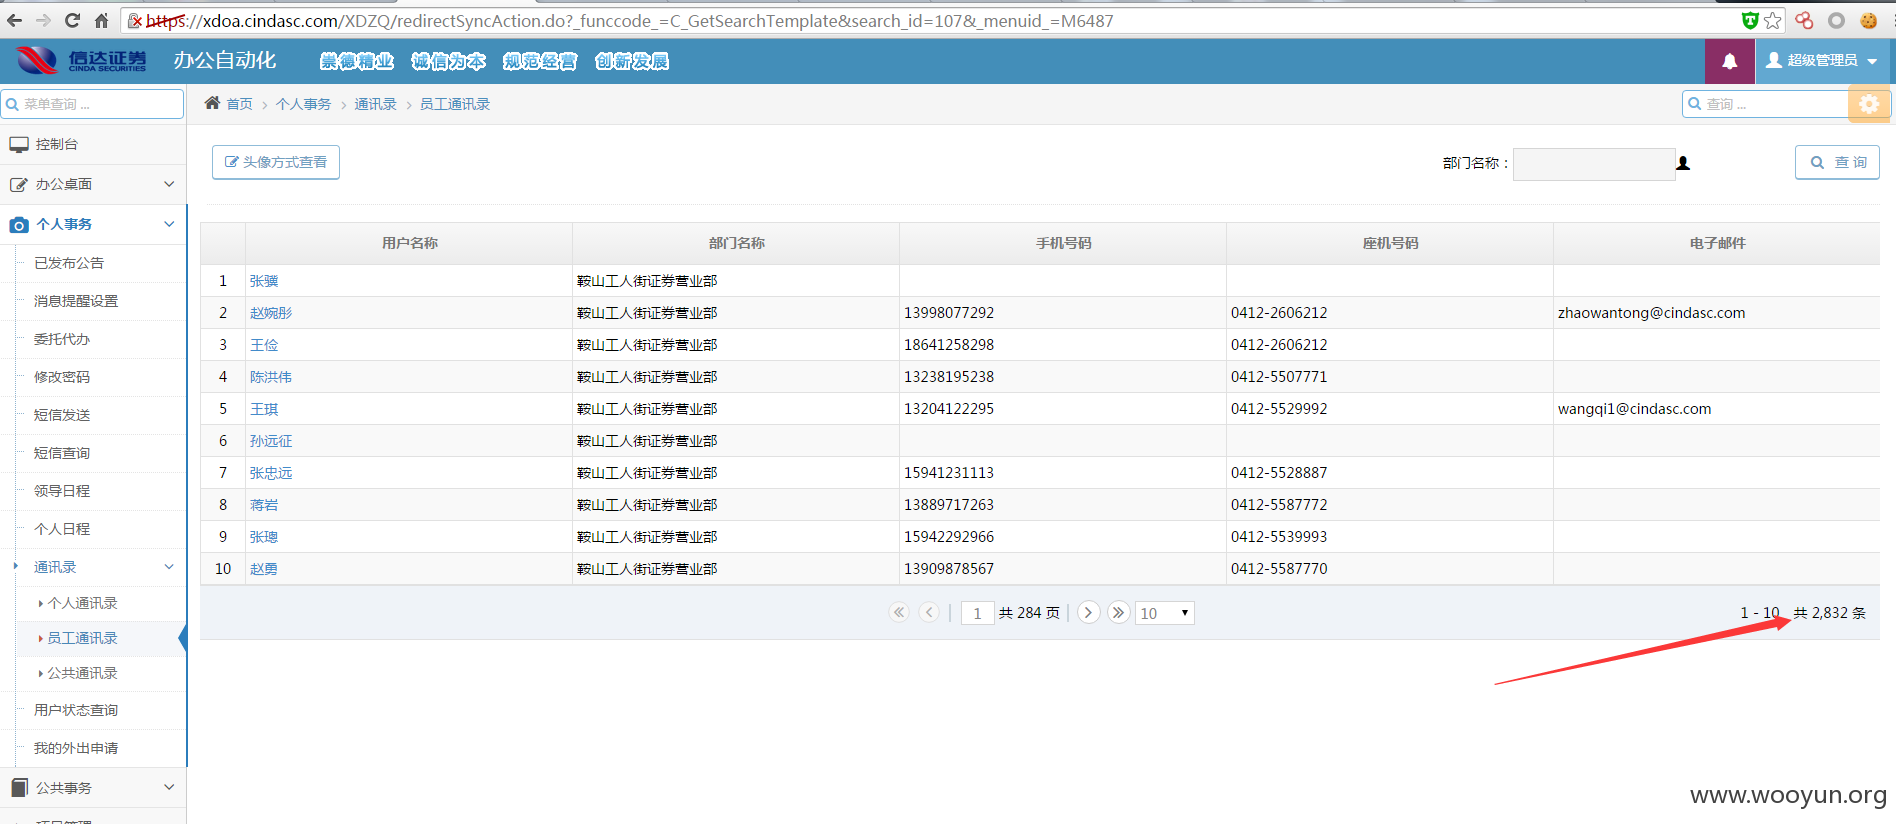 https://xdoa.cindasc.com/XDZQ/redirectSyncAction.do?_funccode_=C_GetSearchTemplate&search_id=107&_menuid_=M6487
信达证券 CINDA SECURITIES 办公自动化 崇德精业 诚信为本 规范经营 创新发展 超级管理员
菜单查询 ...
首页 > 个人事务 > 通讯录 > 员工通讯录
查询 ...
控制台
办公桌面
个人事务
已发布公告
消息提醒设置
委托代办
修改密码
短信发送
短信查询
领导日程
个人日程
通讯录
个人通讯录
员工通讯录
公共通讯录
用户状态查询
我的外出申请
公共事务
头像方式查看 部门名称： 查 询
用户名称 部门名称 手机号码 座机号码 电子邮件
1 张骥 鞍山工人街证券营业部
2 赵婉彤 鞍山工人街证券营业部 13998077292 0412-2606212 zhaowantong@cindasc.com
3 王俭 鞍山工人街证券营业部 18641258298 0412-2606212
4 陈洪伟 鞍山工人街证券营业部 13238195238 0412-5507771
5 王琪 鞍山工人街证券营业部 13204122295 0412-5529992 wangqi1@cindasc.com
6 孙远征 鞍山工人街证券营业部
7 张忠远 鞍山工人街证券营业部 15941231113 0412-5528887
8 蒋岩 鞍山工人街证券营业部 13889717263 0412-5587772
9 张璁 鞍山工人街证券营业部 15942292966 0412-5539993
10 赵勇 鞍山工人街证券营业部 13909878567 0412-5587770
1 共 284 页 10 1 - 10 共 2,832 条
www.wooyun.org